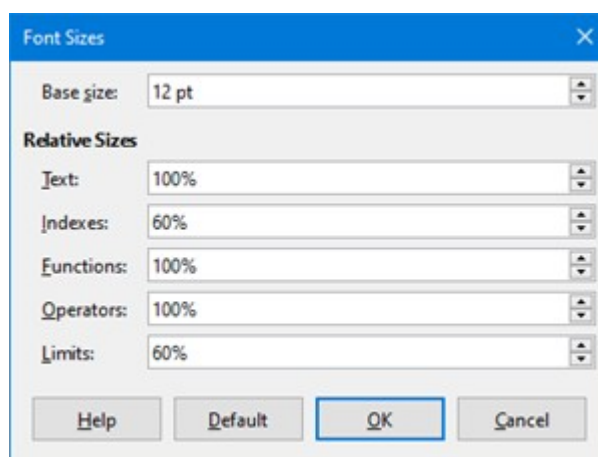 Font Sizes
Base size: 12 pt
Relative Sizes
Text: 100%
Indexes: 60%
Functions: 100%
Operators: 100%
Limits: 60%
Help Default OK Cancel